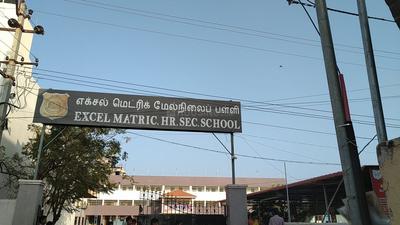 எக்சல் மெட்ரிக் மேல்நிலைப் பள்ளி
EXCEL MATRIC. HR. SEC. SCHOOL